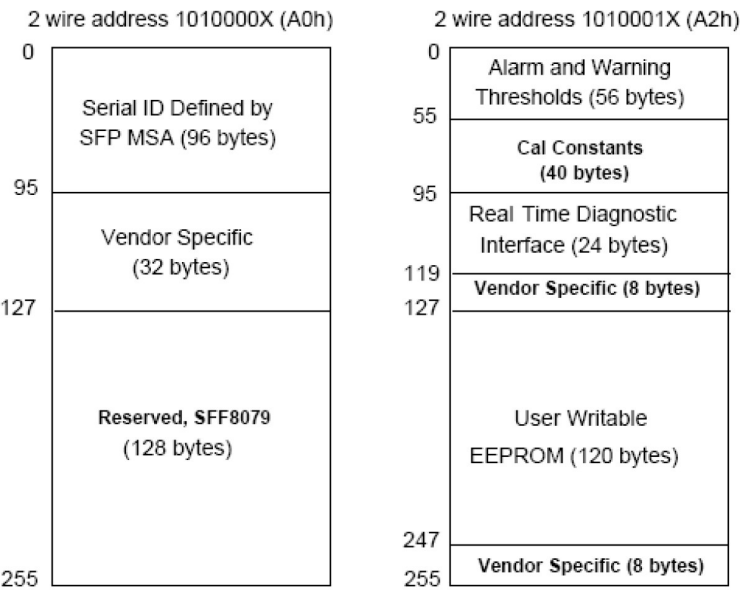 2 wire address 1010000X (A0h)
0
Serial ID Defined by
SFP MSA (96 bytes)
95
Vendor Specific
(32 bytes)
127
Reserved, SFF8079
(128 bytes)
255
2 wire address 1010001X (A2h)
0
Alarm and Warning
Thresholds (56 bytes)
55
Cal Constants
(40 bytes)
95
Real Time Diagnostic
Interface (24 bytes)
119
Vendor Specific (8 bytes)
127
User Writable
EEPROM (120 bytes)
247
Vendor Specific (8 bytes)
255